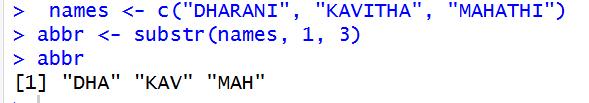 >  names <- c("DHARANI", "KAVITHA", "MAHATHI")
> abbr <- substr(names, 1, 3)
> abbr
[1] "DHA" "KAV" "MAH"